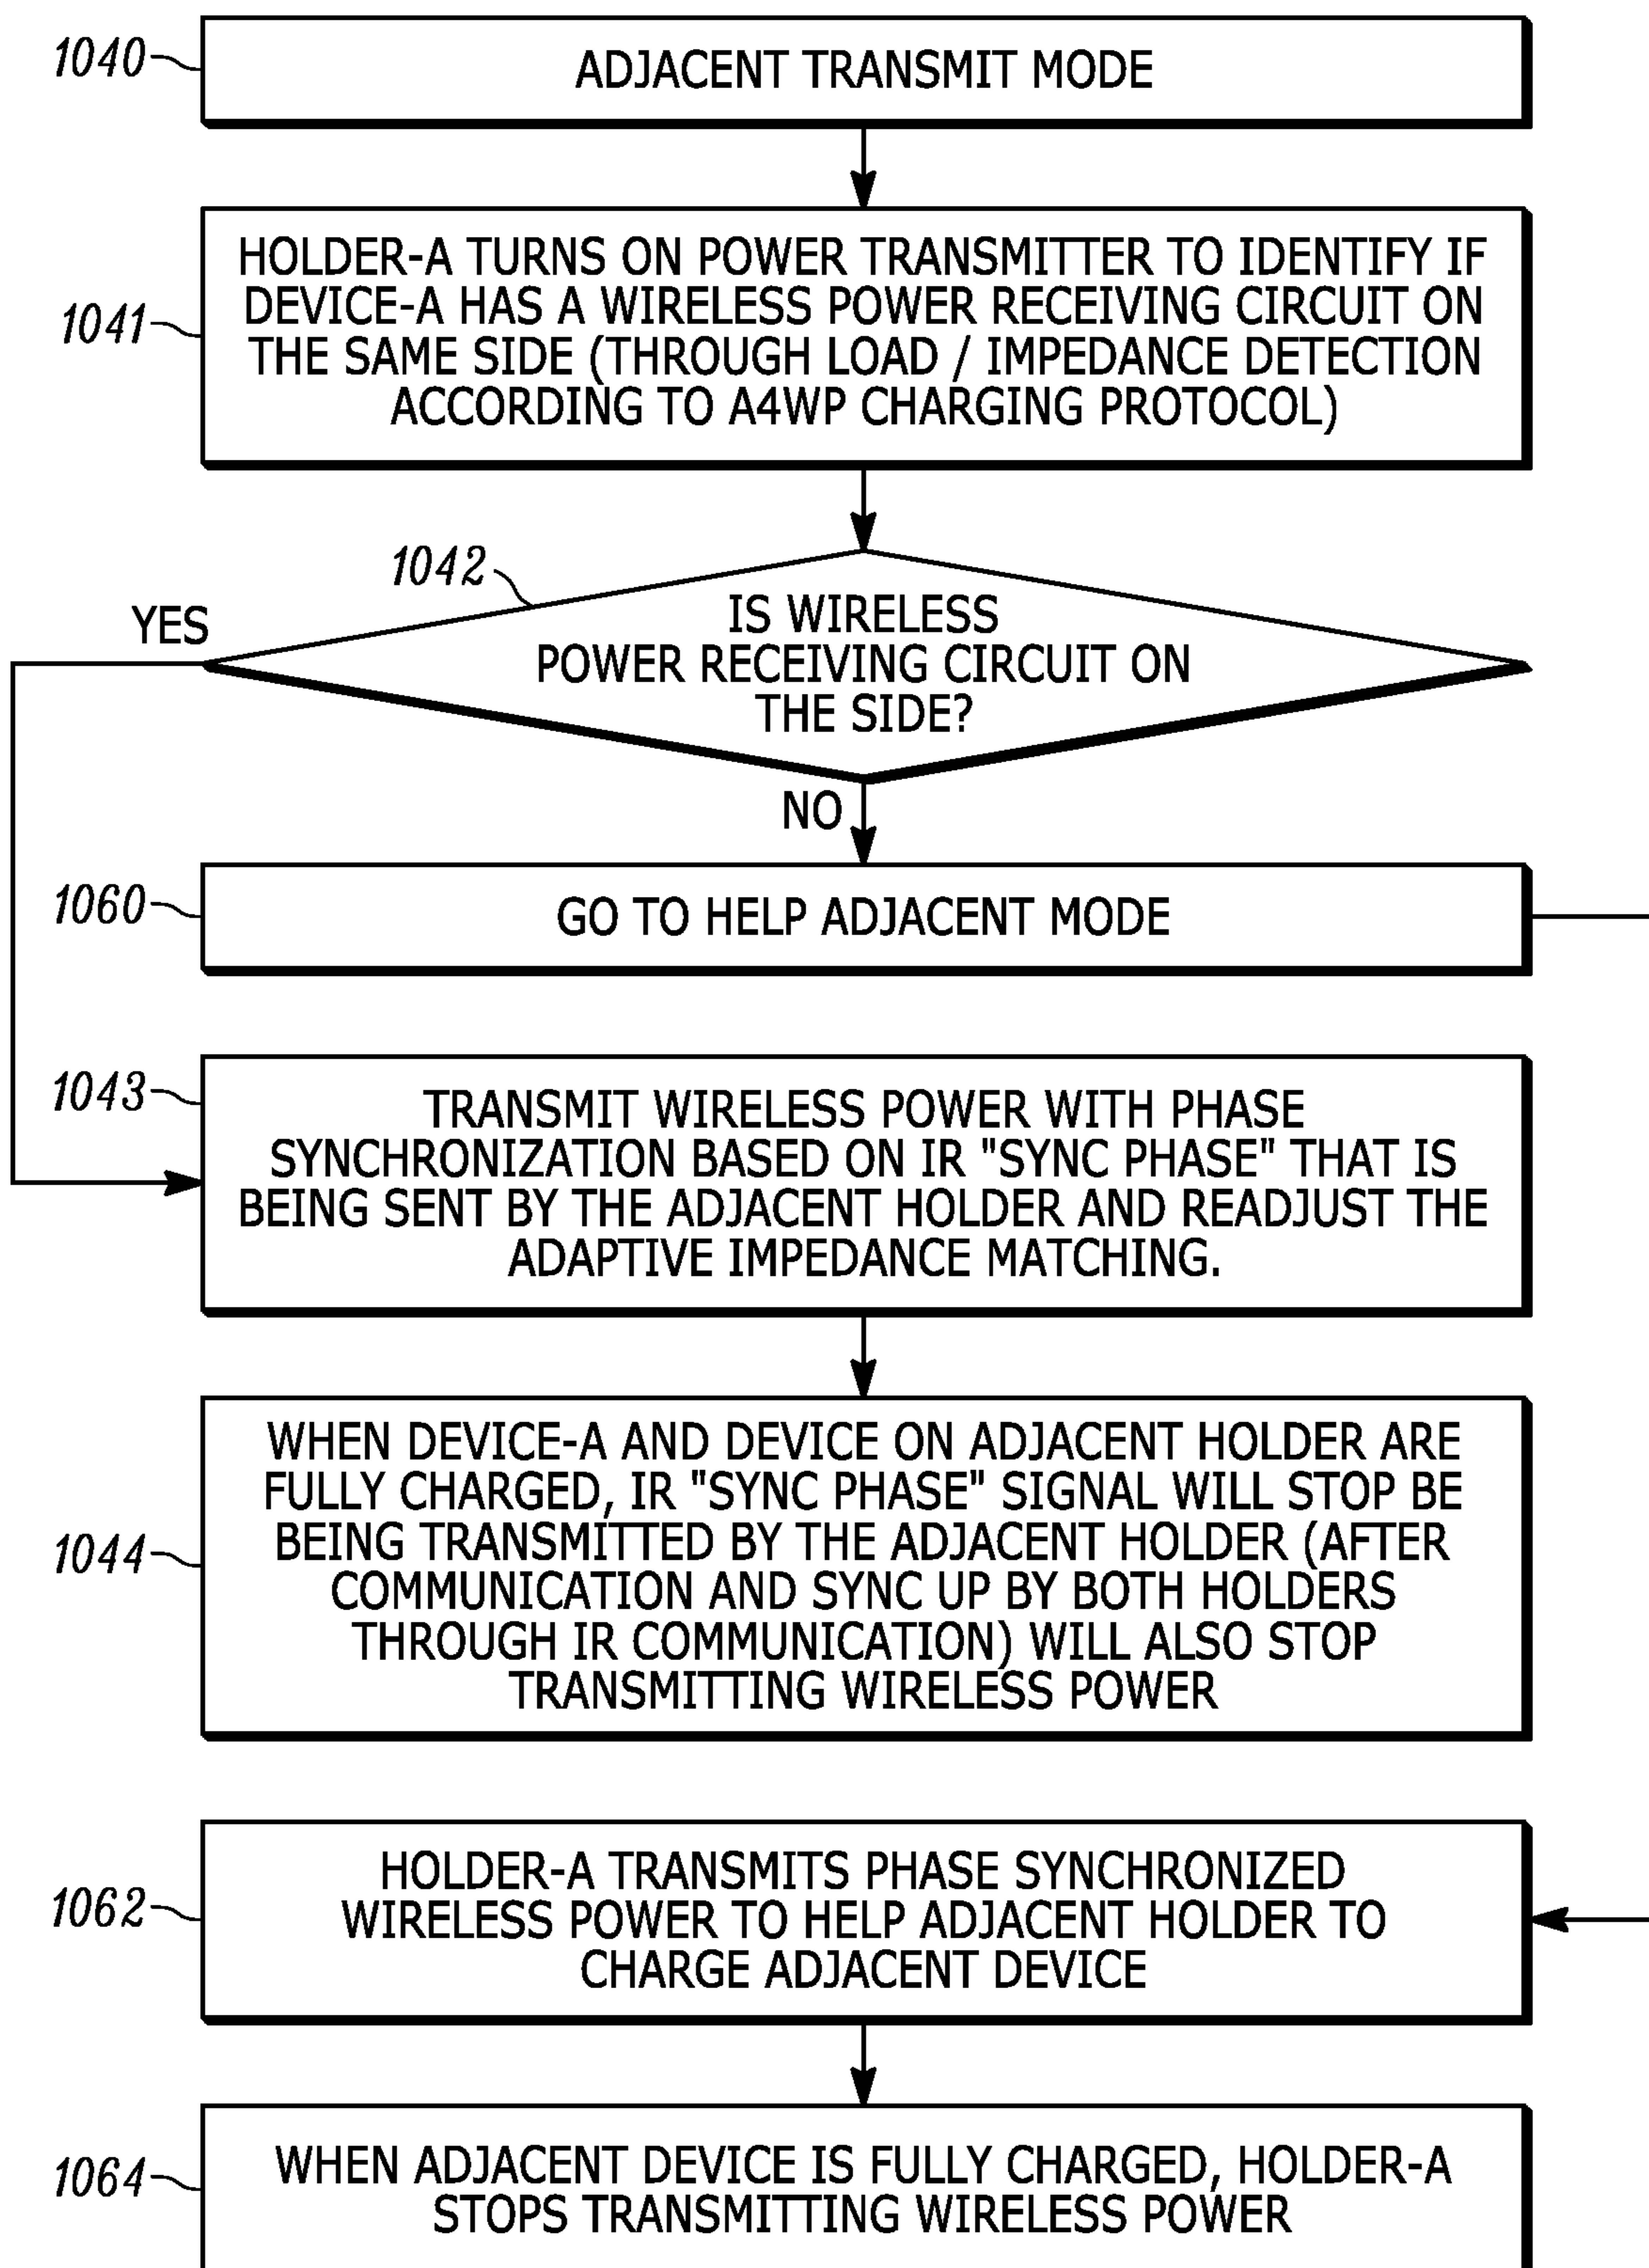 1040
ADJACENT TRANSMIT MODE
1041
HOLDER-A TURNS ON POWER TRANSMITTER TO IDENTIFY IF
DEVICE-A HAS A WIRELESS POWER RECEIVING CIRCUIT ON
THE SAME SIDE (THROUGH LOAD / IMPEDANCE DETECTION
ACCORDING TO A4WP CHARGING PROTOCOL)
1042
YES
IS WIRELESS
POWER RECEIVING CIRCUIT ON
THE SIDE?
NO
1060
GO TO HELP ADJACENT MODE
1043
TRANSMIT WIRELESS POWER WITH PHASE
SYNCHRONIZATION BASED ON IR "SYNC PHASE" THAT IS
BEING SENT BY THE ADJACENT HOLDER AND READJUST THE
ADAPTIVE IMPEDANCE MATCHING.
1044
WHEN DEVICE-A AND DEVICE ON ADJACENT HOLDER ARE
FULLY CHARGED, IR "SYNC PHASE" SIGNAL WILL STOP BE
BEING TRANSMITTED BY THE ADJACENT HOLDER (AFTER
COMMUNICATION AND SYNC UP BY BOTH HOLDERS
THROUGH IR COMMUNICATION) WILL ALSO STOP
TRANSMITTING WIRELESS POWER
1062
HOLDER-A TRANSMITS PHASE SYNCHRONIZED
WIRELESS POWER TO HELP ADJACENT HOLDER TO
CHARGE ADJACENT DEVICE
1064
WHEN ADJACENT DEVICE IS FULLY CHARGED, HOLDER-A
STOPS TRANSMITTING WIRELESS POWER